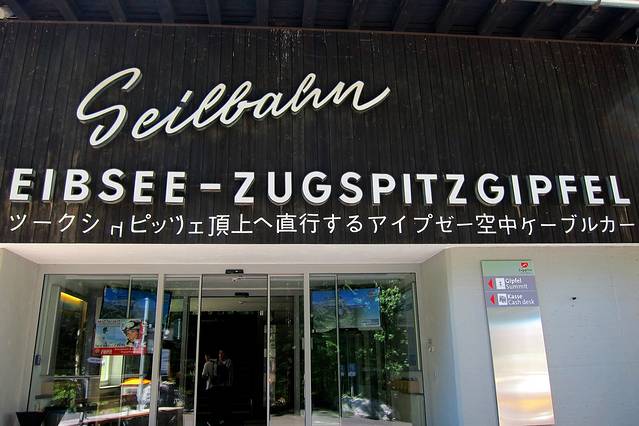 Seilbahn
EIBSEE-ZUGSPITZGIPFEL
ツークシュピッツェ頂上へ直行するアイプゼー空中ケーブルカー
Gipfel
Summit
Kasse
Cash desk